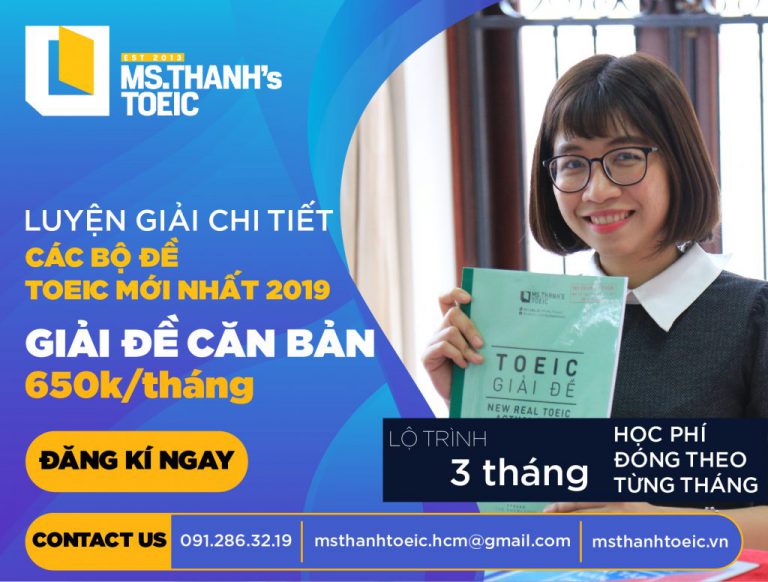 EST 2013
MS.THANH's
TOEIC
LUYỆN GIẢI CHI TIẾT
CÁC BỘ ĐỀ
TOEIC MỚI NHẤT 2019
GIẢI ĐỀ CĂN BẢN
650k/tháng
ĐĂNG KÍ NGAY
MS.THANH's
TOEIC
TOEIC
GIẢI ĐỀ
NEW REAL TOEIC
LỘ TRÌNH
3 tháng
HỌC PHÍ
ĐÓNG THEO
TỪNG THÁNG
CONTACT US
091.286.32.19
msthanhtoeic.hcm@gmail.com
msthanhtoeic.vn